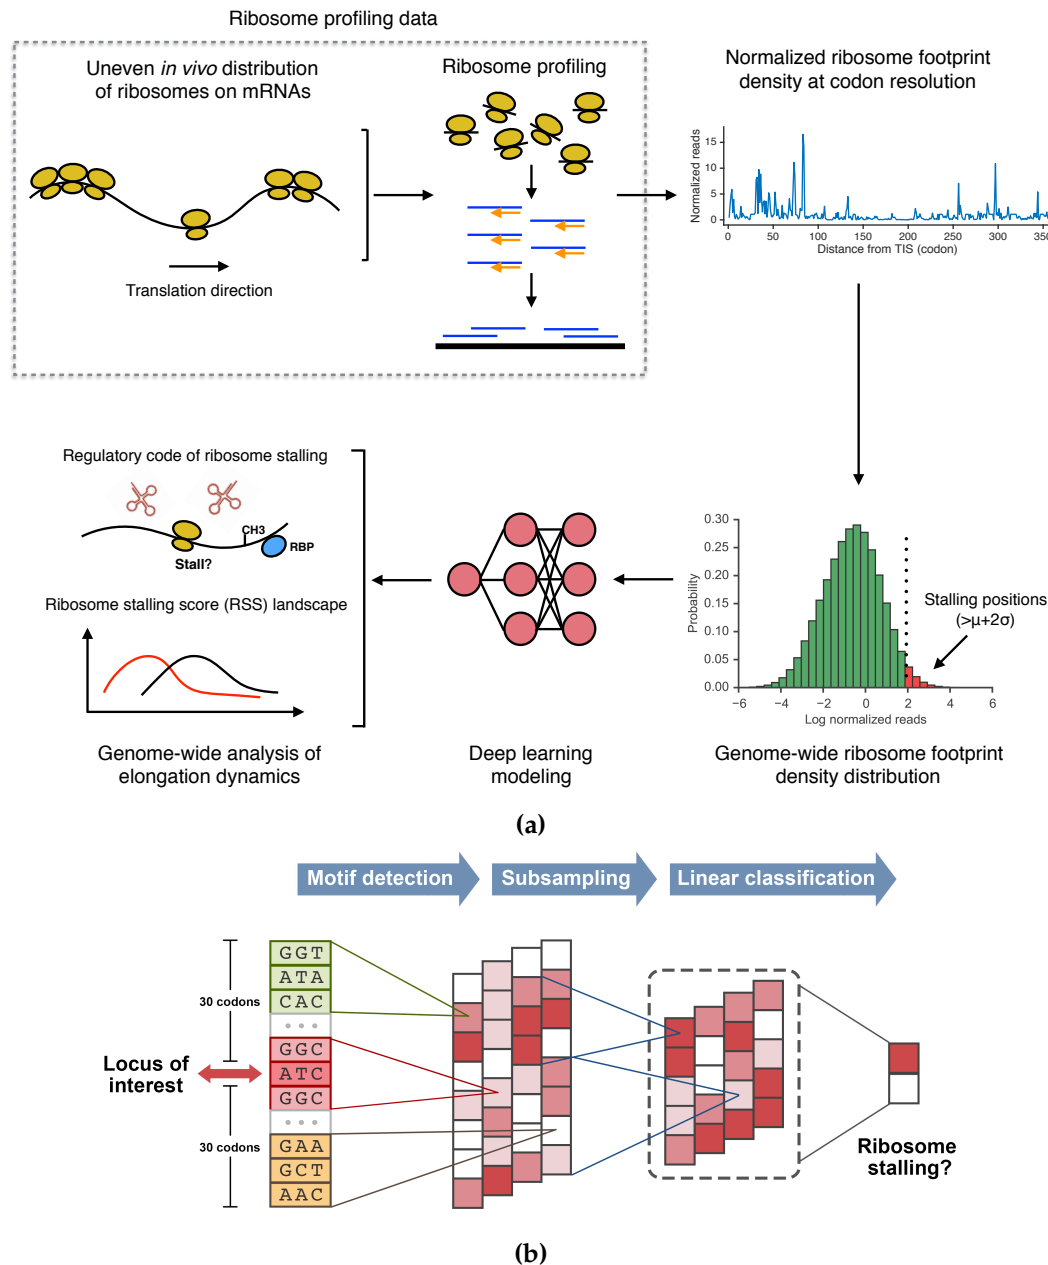 Ribosome profiling data
Uneven in vivo distribution
of ribosomes on mRNAs
Translation direction
Ribosome profiling
Normalized ribosome footprint
density at codon resolution
Normalized reads
15
10
5
0
0 50 100 150 200 250 300 350
Distance from TIS (codon)
Regulatory code of ribosome stalling
CH3
RBP
Stall?
Ribosome stalling score (RSS) landscape
Genome-wide analysis of
elongation dynamics
Deep learning
modeling
Probability
0.30
0.25
0.20
0.15
0.10
0.05
0.00
−6 −4 −2 0 2 4 6
Log normalized reads
Stalling positions
(>μ+2σ)
Genome-wide ribosome footprint
density distribution
(a)
Motif detection
Subsampling
Linear classification
30 codons
Locus of
interest
30 codons
GGT
ATA
CAC
...
GGC
ATC
GGC
...
GAA
GCT
AAC
Ribosome
stalling?
(b)